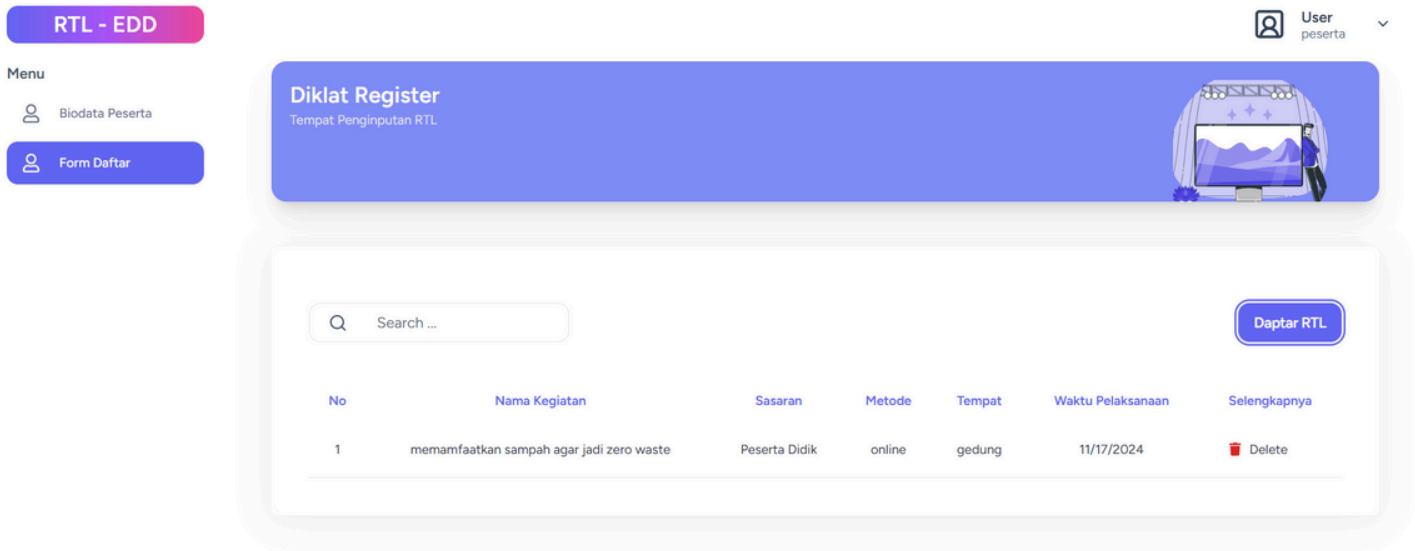 RTL - EDD
User
peserta
Menu
Biodata Peserta
Form Daftar
Diklat Register
Tempat Penginputan RTL
Search ...
Daptar RTL
No Nama Kegiatan Sasaran Metode Tempat Waktu Pelaksanaan Selengkapnya
1 memamfaatkan sampah agar jadi zero waste Peserta Didik online gedung 11/17/2024 Delete